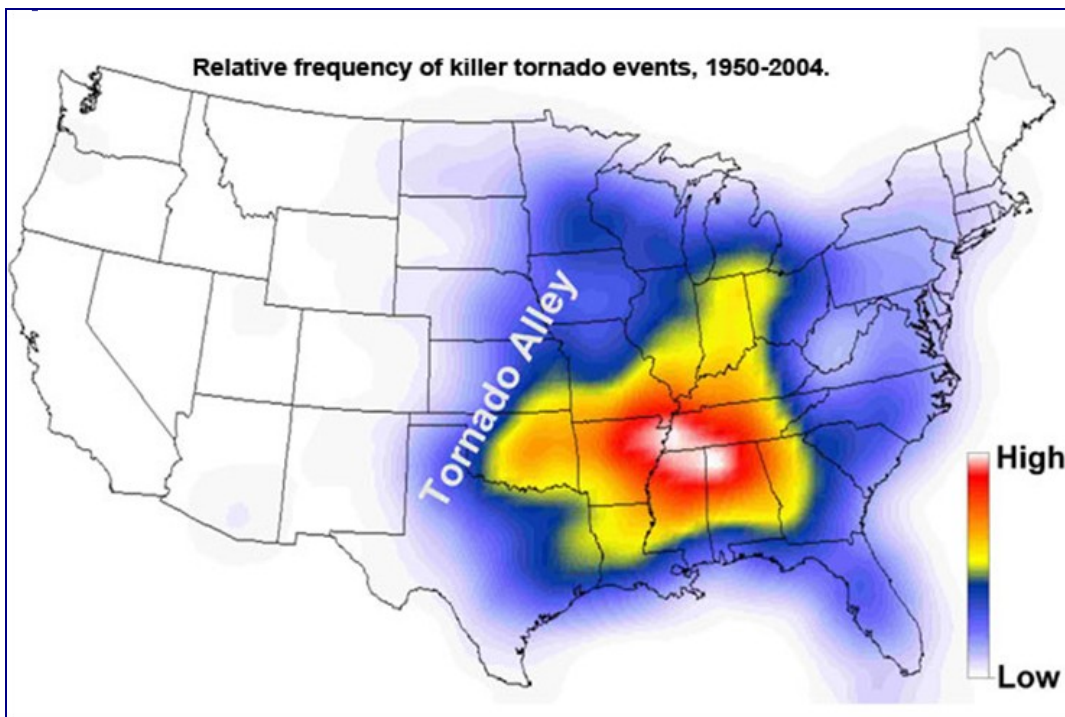 Relative frequency of killer tornado events, 1950-2004.
Tornado Alley
High
Low